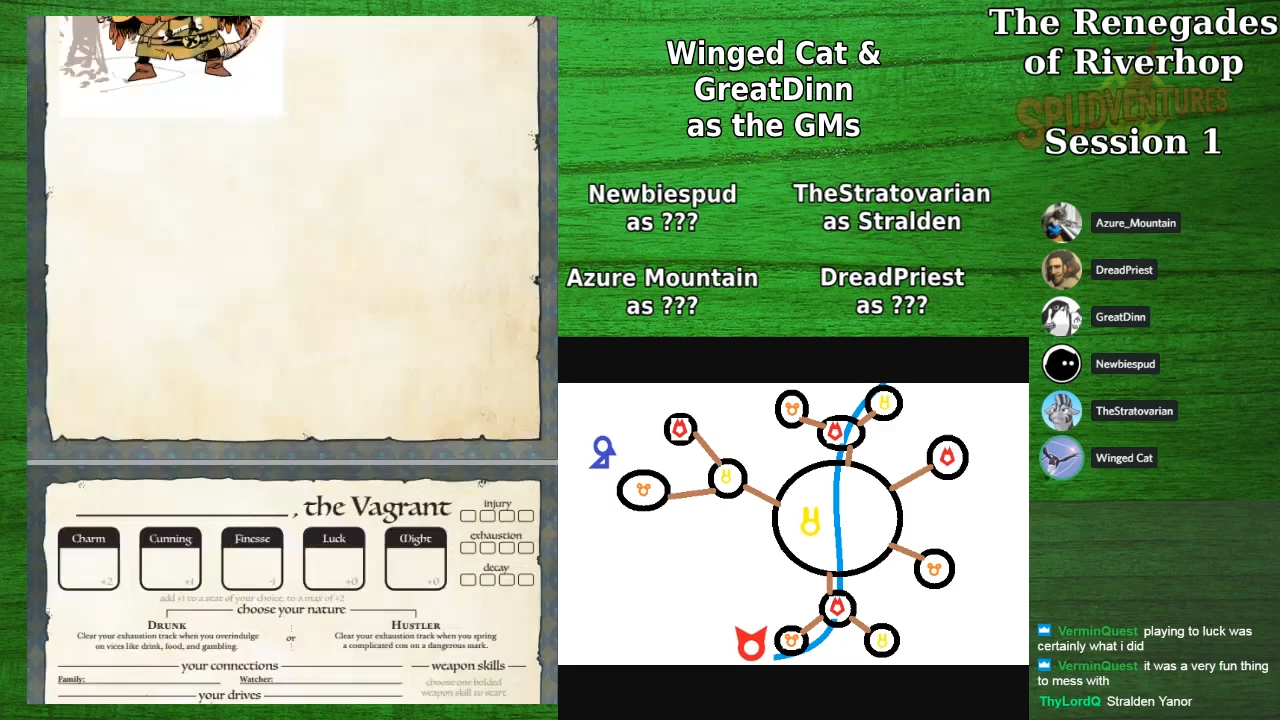 The Renegades
of Riverhop
SPUDVENTURES
Session 1
Winged Cat &
GreatDinn
as the GMs
Newbiespud
as ???
TheStratovarian
as Stralden
Azure Mountain
as ???
DreadPriest
as ???
Azure_Mountain
DreadPriest
GreatDinn
Newbiespud
TheStratovarian
Winged Cat
, the Vagrant
injury
exhaustion
decay
Charm
Cunning
Finesse
Luck
Might
+2
+1
-1
+0
+0
add +1 to a stat of your choice, to a max of +2
choose your nature
Drunk
Clear your exhaustion track when you overindulge
on vices like drink, food, and gambling.
or
Hustler
Clear your exhaustion track when you spring
a complicated con on a dangerous mark.
your connections
Family:
Watcher:
your drives
weapon skills
choose one bolded
weapon skill to start
VerminQuest playing to luck was
certainly what i did
VerminQuest it was a very fun thing
to mess with
ThyLordQ Stralden Yanor